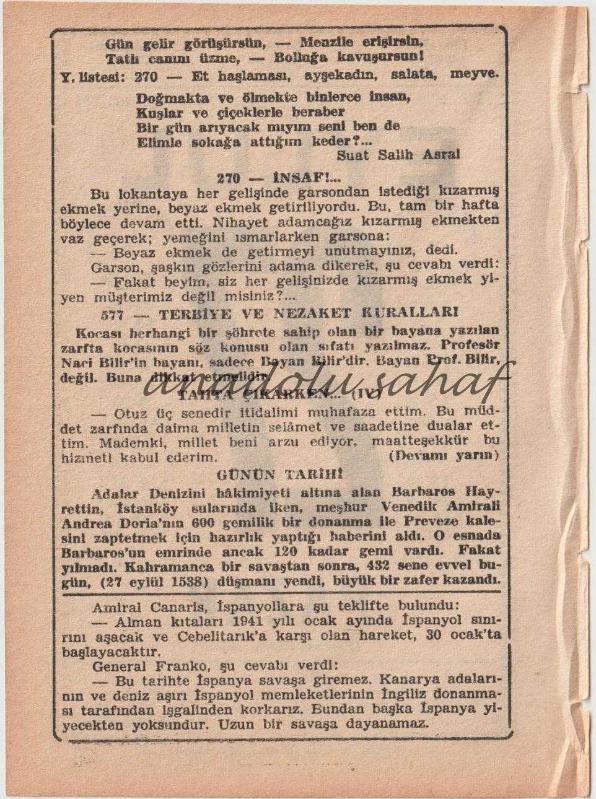 Gün gelir görüşürsün, — Menzile erişirsin,
Tatlı canını üzme, — Bolluğa kavuşursun!
Y. listesi: 270 — Et haşlaması, ayşekadın, salata, meyve.
Doğmakta ve ölmekte binlerce insan,
Kuşlar ve çiçeklerle beraber
Bir gün arıyacak mıyım seni ben de
Elimle sokağa attığım keder?...
Suat Salih Asral
270 — İNSAF!...
Bu lokantaya her gelişinde garsondan istediği kızarmış
ekmek yerine, beyaz ekmek getiriliyordu. Bu, tam bir hafta
böylece devam etti. Nihayet adamcağız kızarmış ekmekten
vaz geçerek; yemeğini ısmarlarken garsona:
— Beyaz ekmek de getirmeyi unutmayınız, dedi.
Garson, şaşkın gözlerini adama dikerek, şu cevabı verdi:
— Fakat beyim, siz her gelişinizde kızarmış ekmek yi-
yen müşterimiz değil misiniz?...
577 — TERBİYE VE NEZAKET KURALLARI
Kocası herhangi bir şöhrete sahip olan bir bayana yazılan
zarfta kocasının söz konusu olan sıfatı yazılmaz. Profesör
Naci Bilir'in bayanı, sadece Bayan Bilir'dir. Bayan Prof. Bilir,
değil. Buna dikkat etmelidir.
anadolu sahaf
TAHTA ÇIKARKEN... (IV)
— Otuz üç senedir itidalimi muhafaza ettim. Bu müd-
det zarfında daima milletin selâmet ve saadetine dualar et-
tim. Mademki, millet beni arzu ediyor, maatteşekkür bu
hizmeti kabul ederim. (Devamı yarın)
GÜNÜN TARİHİ
Adalar Denizini hâkimiyeti altına alan Barbaros Hay-
rettin, İstanköy sularında iken, meşhur Venedik Amirali
Andrea Doria'nın 600 gemilik bir donanma ile Preveze kale-
sini zaptetmek için hazırlık yaptığı haberini aldı. O esnada
Barbaros'un emrinde ancak 120 kadar gemi vardı. Fakat
yılmadı. Kahramanca bir savaştan sonra, 432 sene evvel bu-
gün, (27 eylül 1538) düşmanı yendi, büyük bir zafer kazandı.
Amiral Canaris, İspanyollara şu teklifte bulundu:
— Alman kıtaları 1941 yılı ocak ayında İspanyol sını-
rını aşacak ve Cebelitarık'a karşı olan hareket, 30 ocak'ta
başlayacaktır.
General Franko, şu cevabı verdi:
— Bu tarihte İspanya savaşa giremez. Kanarya adaları-
nın ve deniz aşırı İspanyol memleketlerinin İngiliz donanma-
sı tarafından işgalinden korkarız. Bundan başka İspanya yi-
yecekten yoksundur. Uzun bir savaşa dayanamaz.